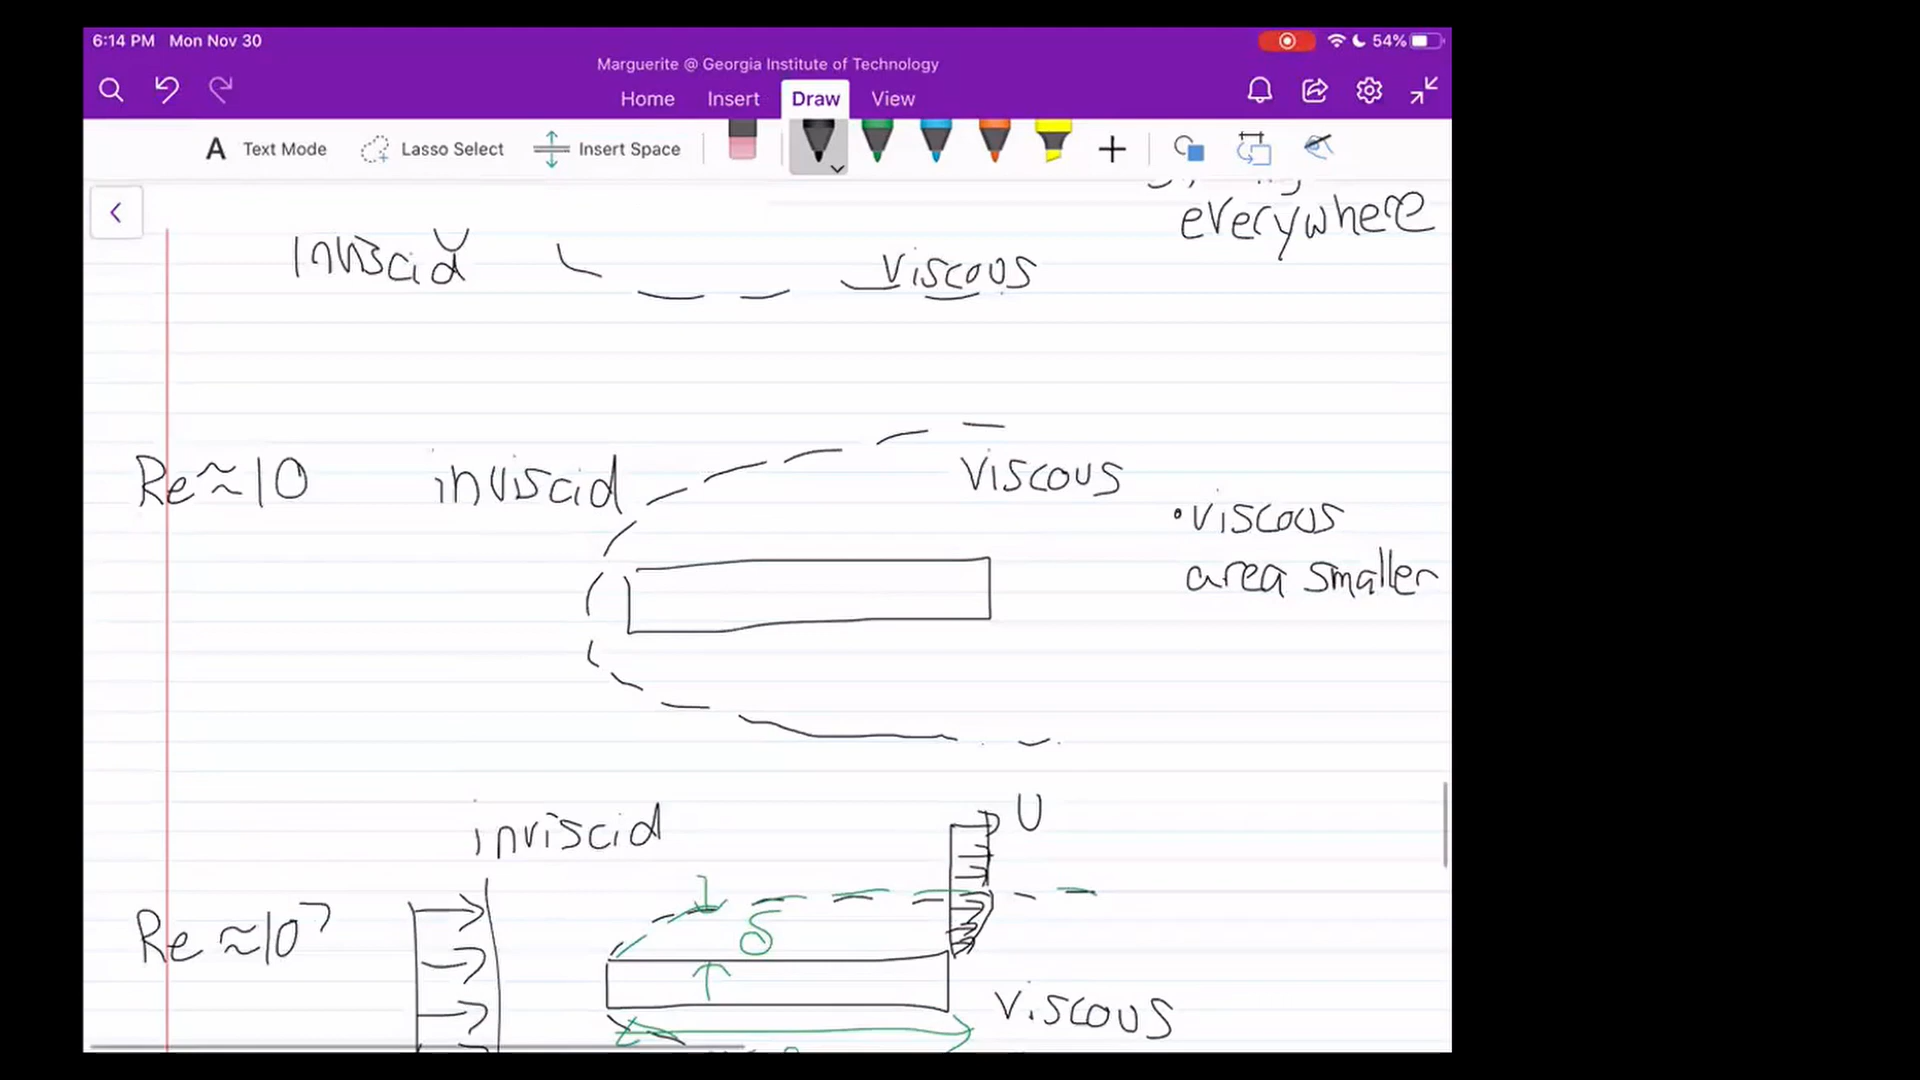 6:14 PM Mon Nov 30
54%
Marguerite @ Georgia Institute of Technology
Home Insert Draw View
A Text Mode Lasso Select Insert Space
everywhere
inviscid
viscous
Re≈10 inviscid
viscous
•viscous
area smaller
inviscid
U
Re≈10⁷
δ
viscous